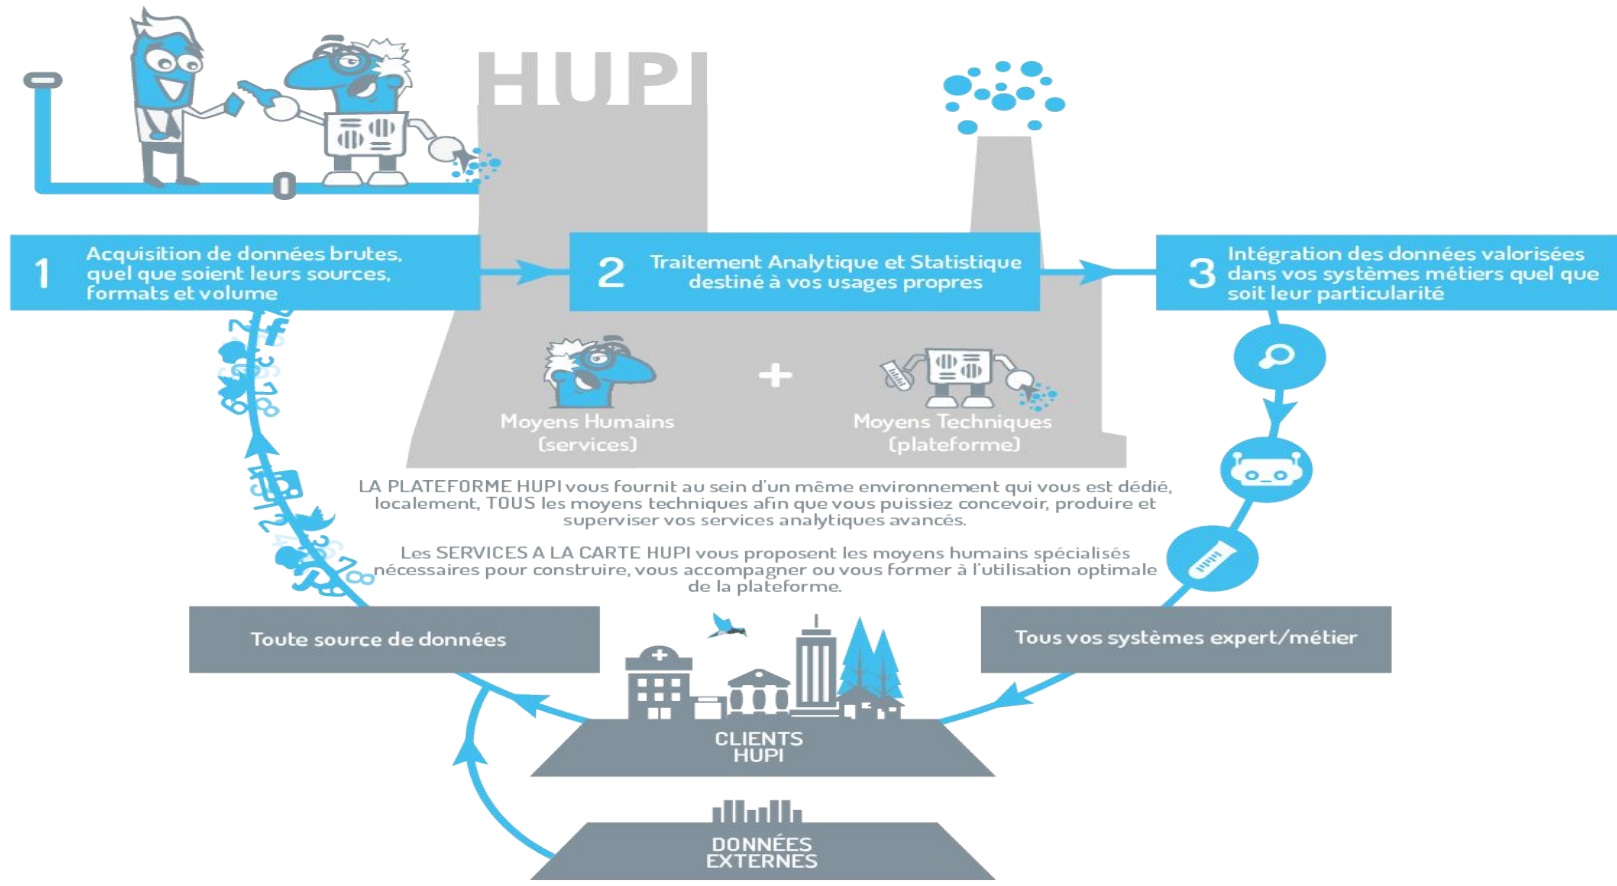 HUPI
1
Acquisition de données brutes,
quel que soient leurs sources,
formats et volume
2
Traitement Analytique et Statistique
destiné à vos usages propres
3
Intégration des données valorisées
dans vos systèmes métiers quel que
soit leur particularité
Moyens Humains
(services)
+
Moyens Techniques
(plateforme)
LA PLATEFORME HUPI vous fournit au sein d'un même environnement qui vous est dédié,
localement, TOUS les moyens techniques afin que vous puissiez concevoir, produire et
superviser vos services analytiques avancés.
Les SERVICES A LA CARTE HUPI vous proposent les moyens humains spécialisés
nécessaires pour construire, vous accompagner ou vous former à l'utilisation optimale
de la plateforme.
Toute source de données
Tous vos systèmes expert/métier
CLIENTS
HUPI
DONNÉES
EXTERNES